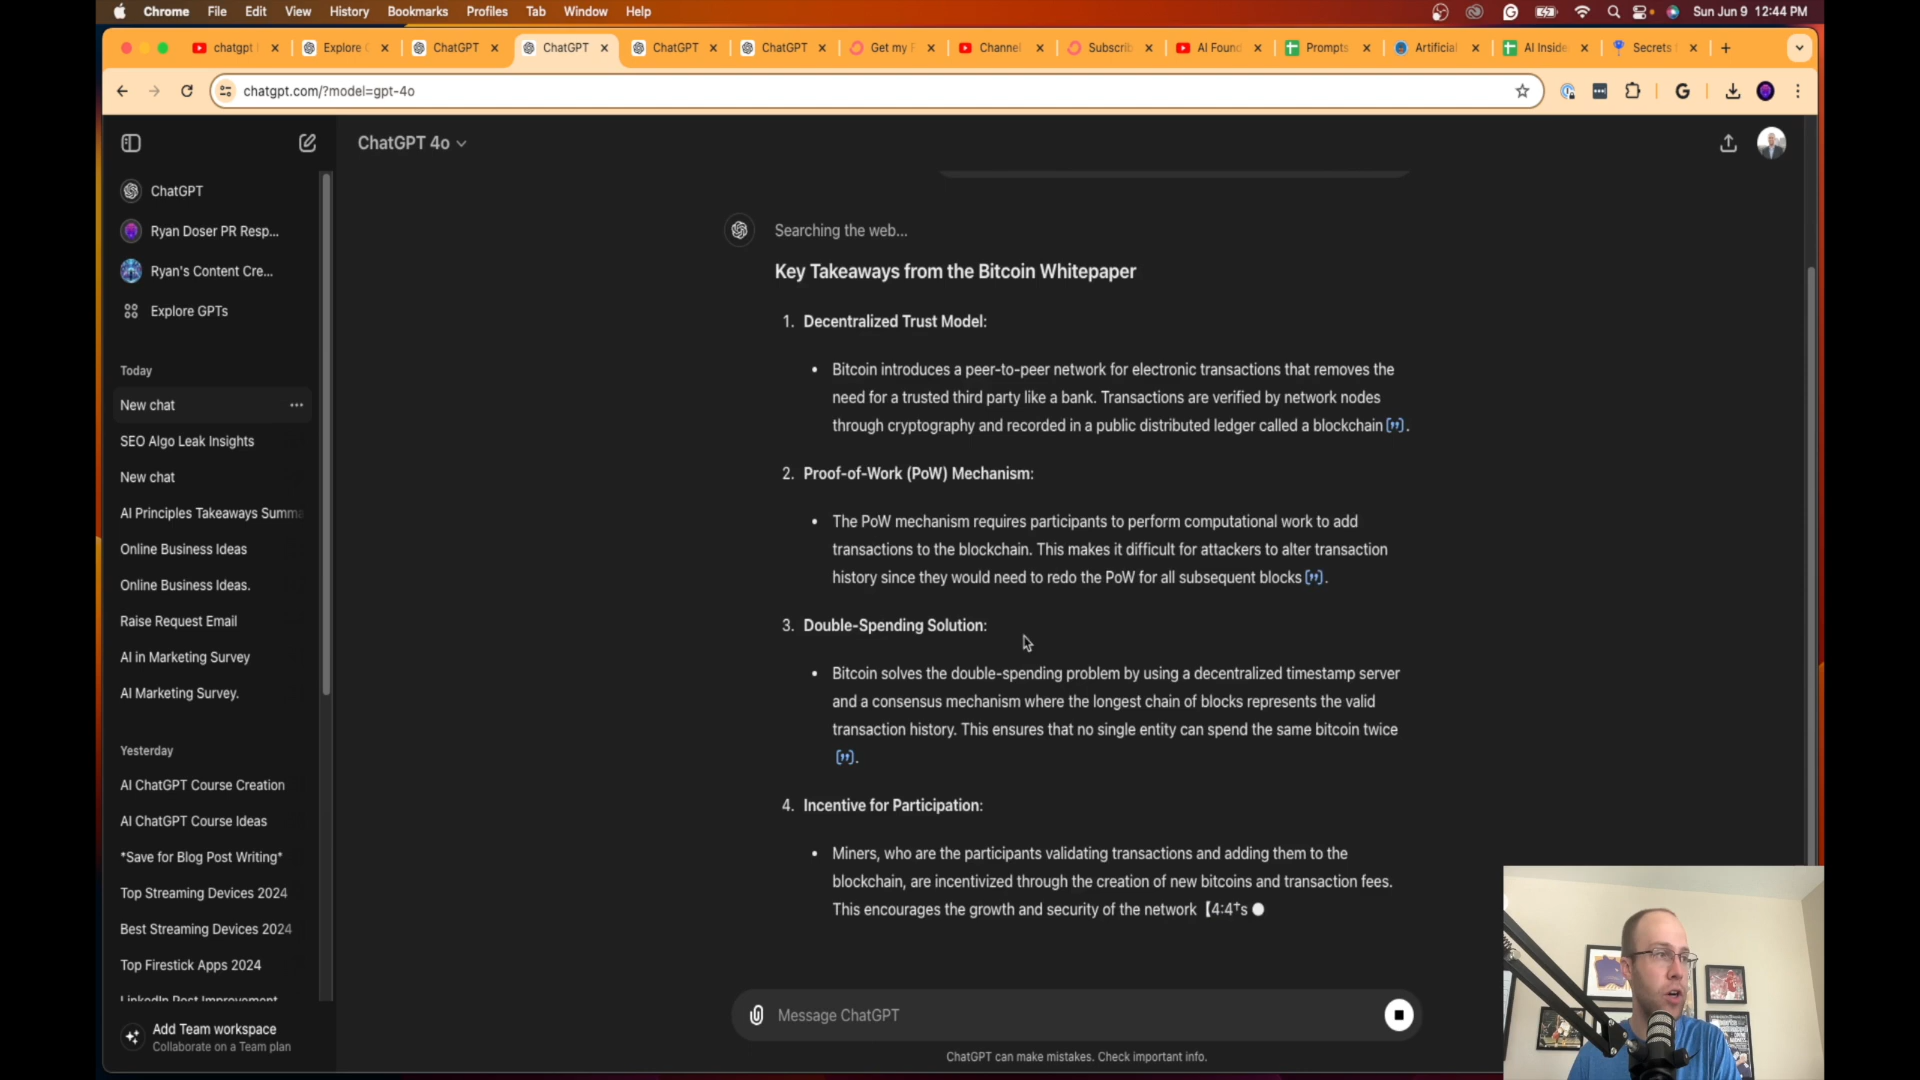 Chrome File Edit View History Bookmarks Profiles Tab Window Help Sun Jun 9 12:44 PM
chatgpt Explore ChatGPT ChatGPT ChatGPT ChatGPT Get my F Channel Subscrib AI Found Prompts Artificial AI Inside Secrets
chatgpt.com/?model=gpt-4o
ChatGPT 4o
ChatGPT
Ryan Doser PR Resp...
Ryan's Content Cre...
Explore GPTs
Today
New chat
SEO Algo Leak Insights
New chat
AI Principles Takeaways Summa
Online Business Ideas
Online Business Ideas.
Raise Request Email
AI in Marketing Survey
AI Marketing Survey.
Yesterday
AI ChatGPT Course Creation
AI ChatGPT Course Ideas
*Save for Blog Post Writing*
Top Streaming Devices 2024
Best Streaming Devices 2024
Top Firestick Apps 2024
LinkedIn Post Improvement
Add Team workspace
Collaborate on a Team plan
Searching the web...
Key Takeaways from the Bitcoin Whitepaper
1. Decentralized Trust Model:
• Bitcoin introduces a peer-to-peer network for electronic transactions that removes the
need for a trusted third party like a bank. Transactions are verified by network nodes
through cryptography and recorded in a public distributed ledger called a blockchain ["].
2. Proof-of-Work (PoW) Mechanism:
• The PoW mechanism requires participants to perform computational work to add
transactions to the blockchain. This makes it difficult for attackers to alter transaction
history since they would need to redo the PoW for all subsequent blocks ["].
3. Double-Spending Solution:
• Bitcoin solves the double-spending problem by using a decentralized timestamp server
and a consensus mechanism where the longest chain of blocks represents the valid
transaction history. This ensures that no single entity can spend the same bitcoin twice
["].
4. Incentive for Participation:
• Miners, who are the participants validating transactions and adding them to the
blockchain, are incentivized through the creation of new bitcoins and transaction fees.
This encourages the growth and security of the network 【4:4†s
Message ChatGPT
ChatGPT can make mistakes. Check important info.